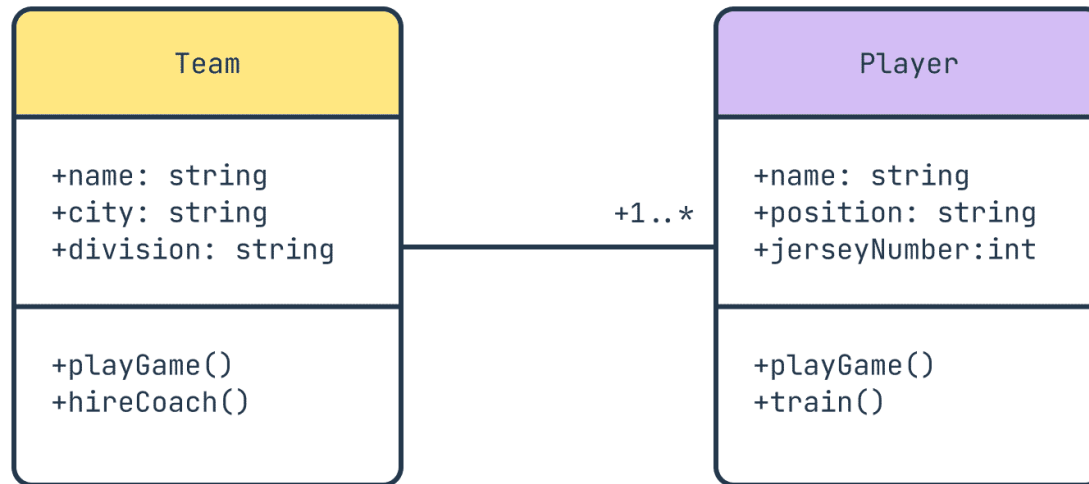 Team
+name: string
+city: string
+division: string
+playGame()
+hireCoach()
+1..*
Player
+name: string
+position: string
+jerseyNumber:int
+playGame()
+train()